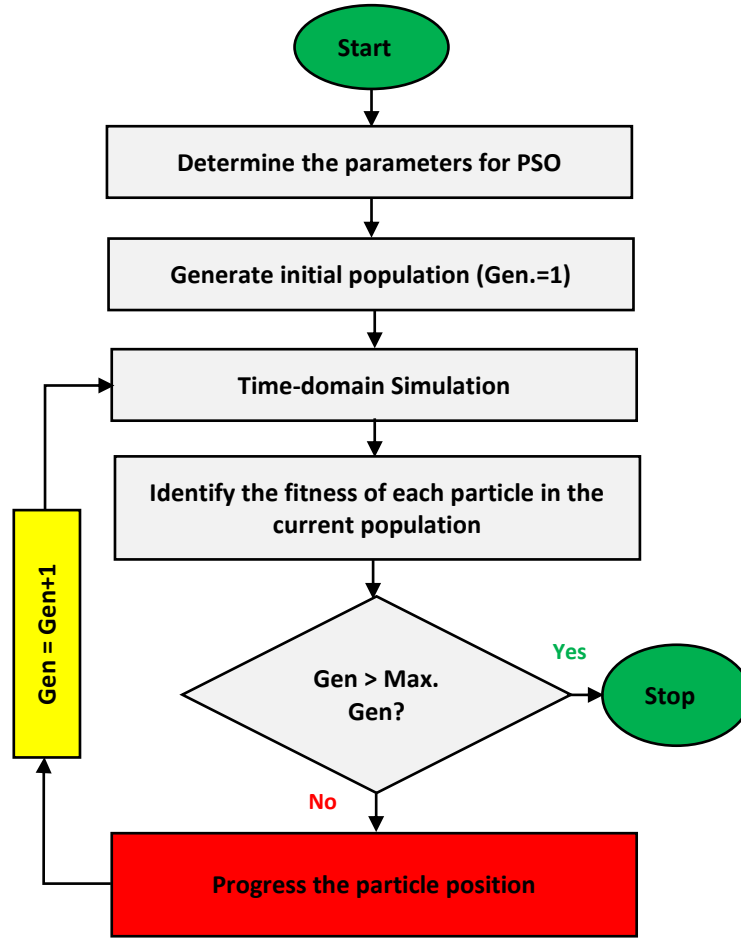 Start
Determine the parameters for PSO
Generate initial population (Gen.=1)
Time-domain Simulation
Identify the fitness of each particle in the
current population
Gen = Gen+1
Gen > Max.
Gen?
Yes
Stop
No
Progress the particle position